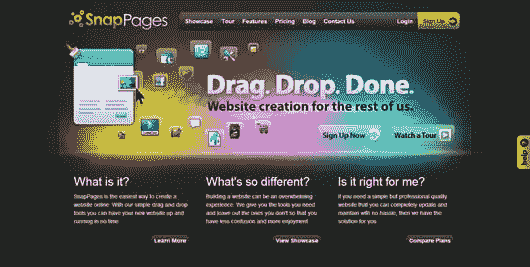 SnapPages
Showcase Tour Features Pricing Blog Contact Us Login Sign Up
Drag. Drop. Done.
Website creation for the rest of us.
Sign Up Now Watch a Tour
help
What is it? What's so different? Is it right for me?
SnapPages is the easiest way to create a
website online. With our simple drag and drop
tools you can have your new website up and
running in no time.
Building a website can be an overwhelming
experience. We give you the tools you need
and leave out the ones you don't so that you
have less confusion and more enjoyment.
If you need a simple but professional quality
website that you can completely update and
maintain with no hassle, then we have the
solution for you.
Learn More View Showcase Compare Plans